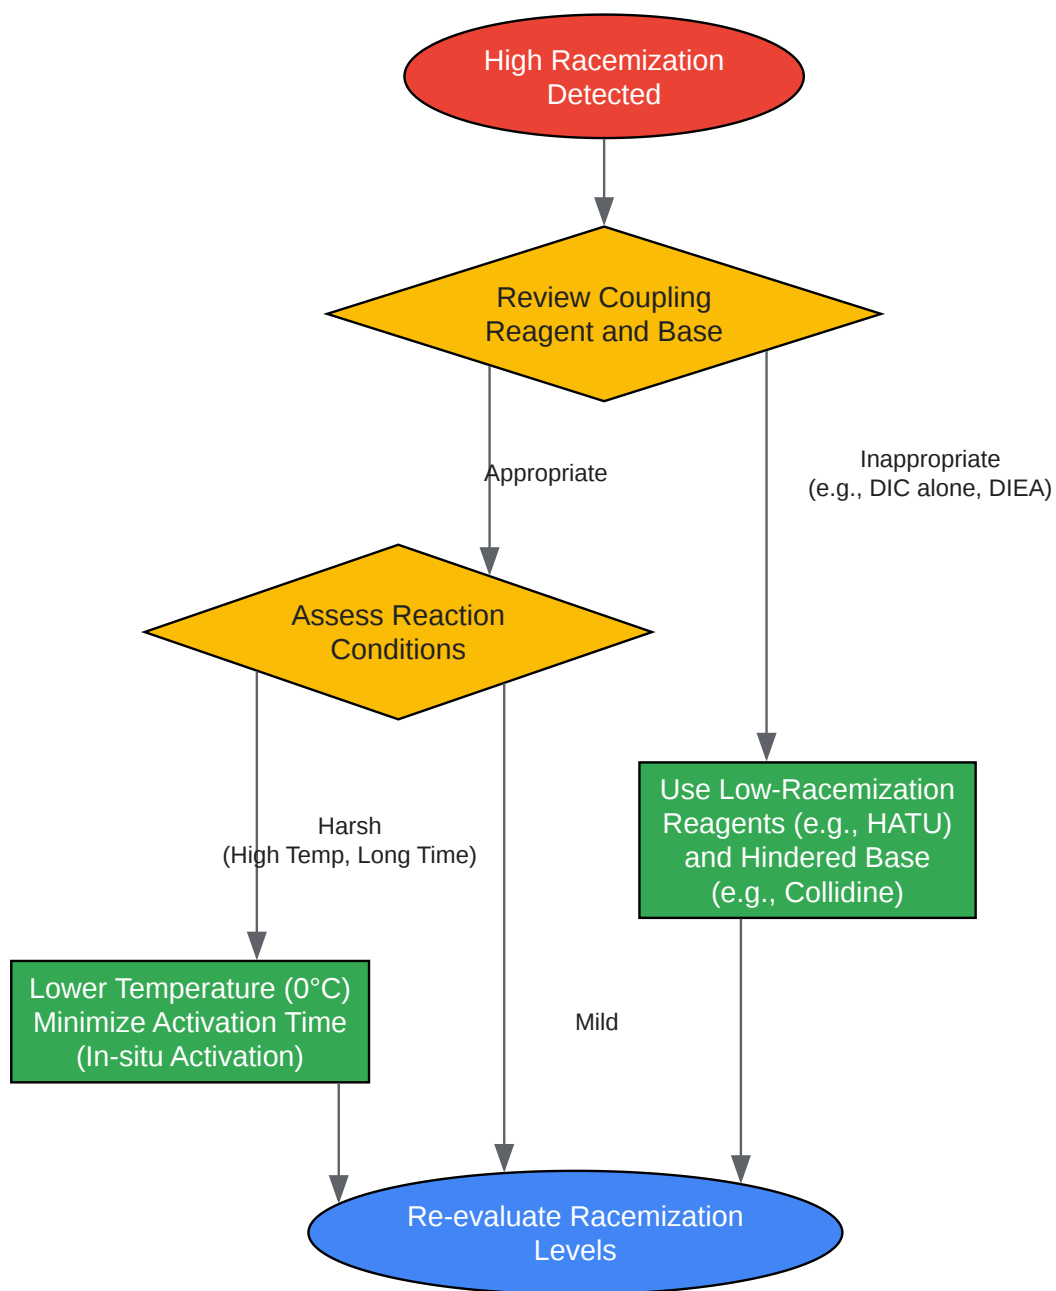 High Racemization
Detected
Review Coupling
Reagent and Base
Appropriate
Inappropriate
(e.g., DIC alone, DIEA)
Assess Reaction
Conditions
Harsh
(High Temp, Long Time)
Use Low-Racemization
Reagents (e.g., HATU)
and Hindered Base
(e.g., Collidine)
Lower Temperature (0°C)
Minimize Activation Time
(In-situ Activation)
Mild
Re-evaluate Racemization
Levels